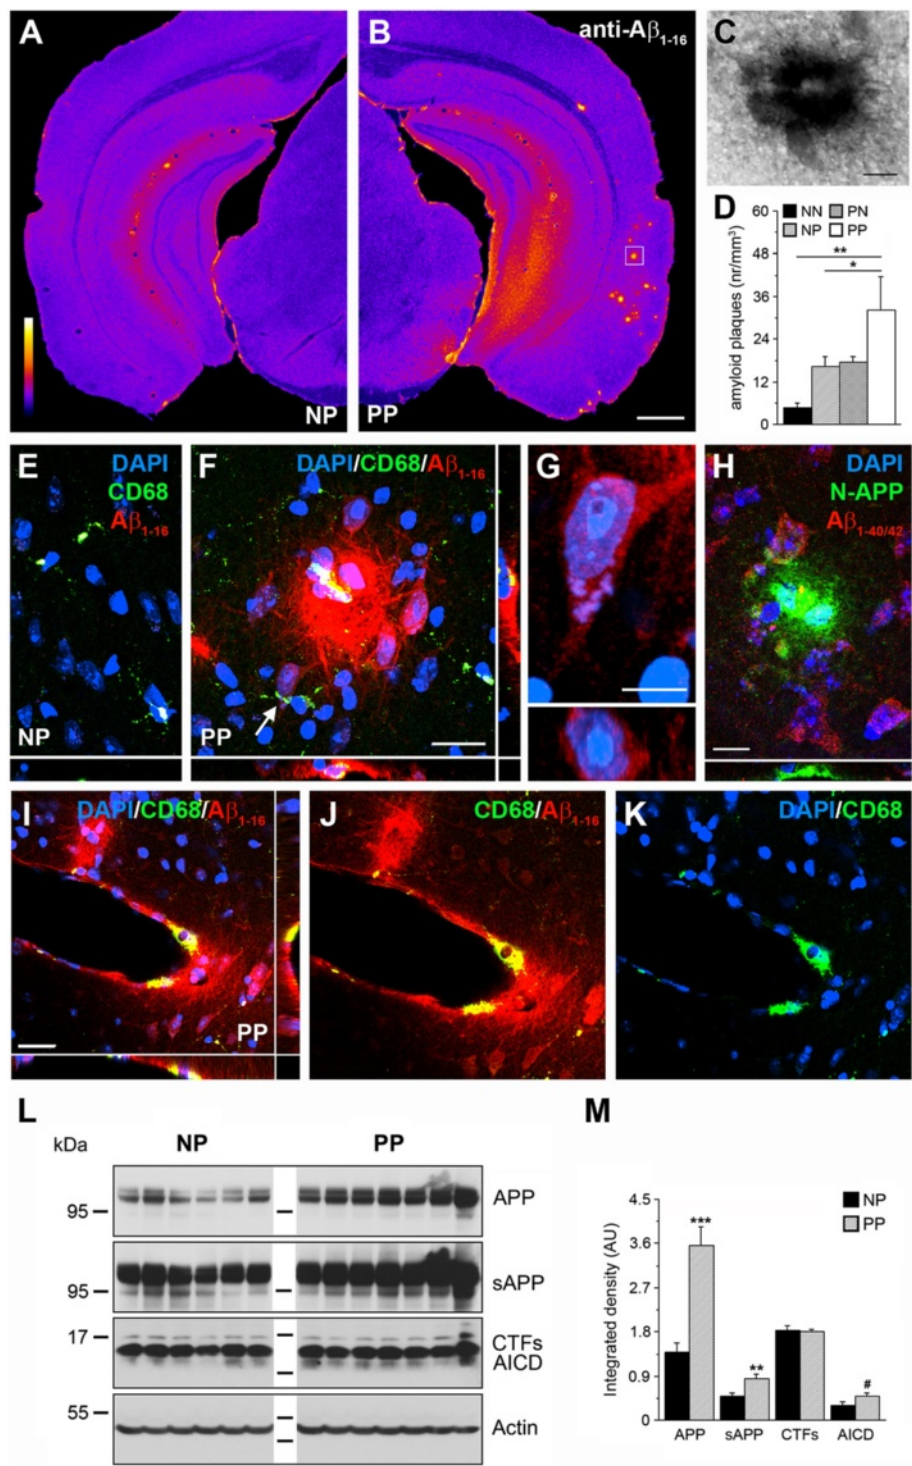 A
B
anti-Aβ1-16
C
NP
PP
D
NN
PN
NP
PP
60
48
36
24
12
0
amyloid plaques (nr/mm³)
**
*
E
DAPI
CD68
Aβ1-16
NP
F
DAPI/CD68/Aβ1-16
PP
G
H
DAPI
N-APP
Aβ1-40/42
I
DAPI/CD68/Aβ1-16
PP
J
CD68/Aβ1-16
K
DAPI/CD68
L
kDa
NP
PP
95
APP
95
sAPP
17
CTFs
AICD
55
Actin
M
NP
PP
4.5
3.6
2.7
1.8
0.9
0
Integrated density (AU)
***
**
#
APP
sAPP
CTFs
AICD